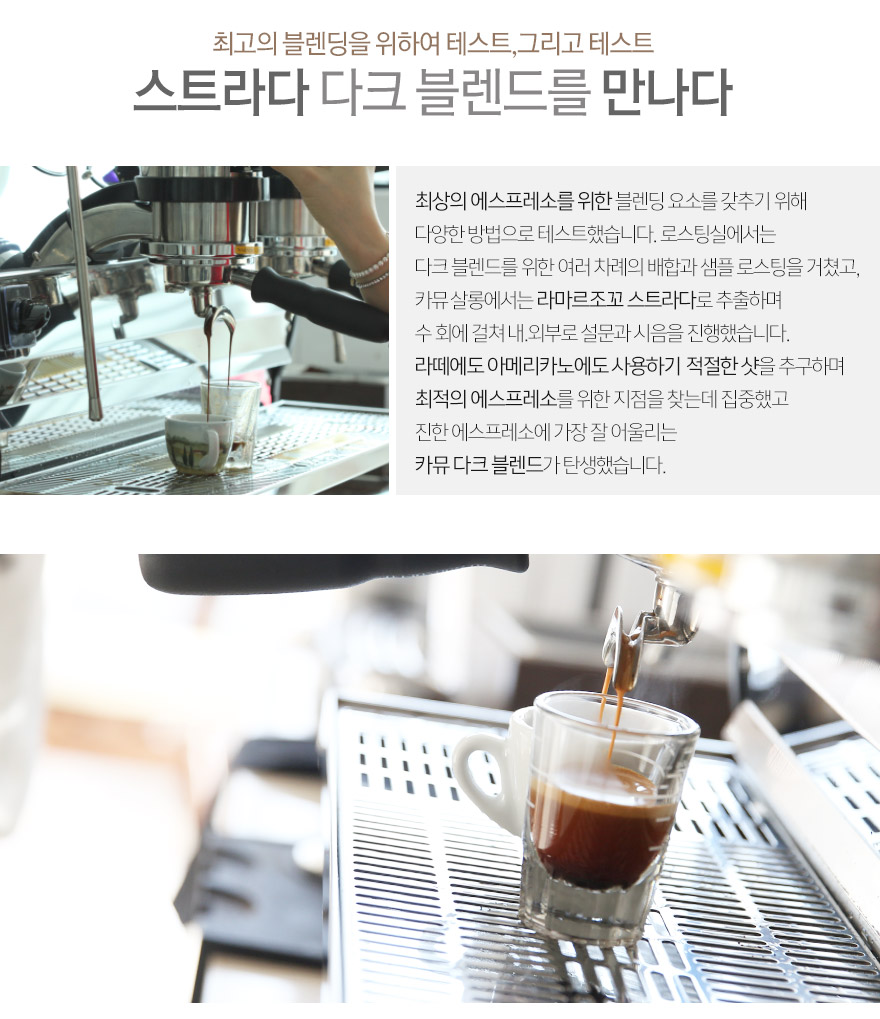 최고의 블렌딩을 위하여 테스트,그리고 테스트
스트라다 다크 블렌드를 만나다
최상의 에스프레소를 위한 블렌딩 요소를 갖추기 위해
다양한 방법으로 테스트했습니다. 로스팅실에서는
다크 블렌드를 위한 여러 차례의 배합과 샘플 로스팅을 거쳤고,
카뮤 살롱에서는 라마르조꼬 스트라다로 추출하며
수 회에 걸쳐 내.외부로 설문과 시음을 진행했습니다.
라떼에도 아메리카노에도 사용하기 적절한 샷을 추구하며
최적의 에스프레소를 위한 지점을 찾는데 집중했고
진한 에스프레소에 가장 잘 어울리는
카뮤 다크 블렌드가 탄생했습니다.